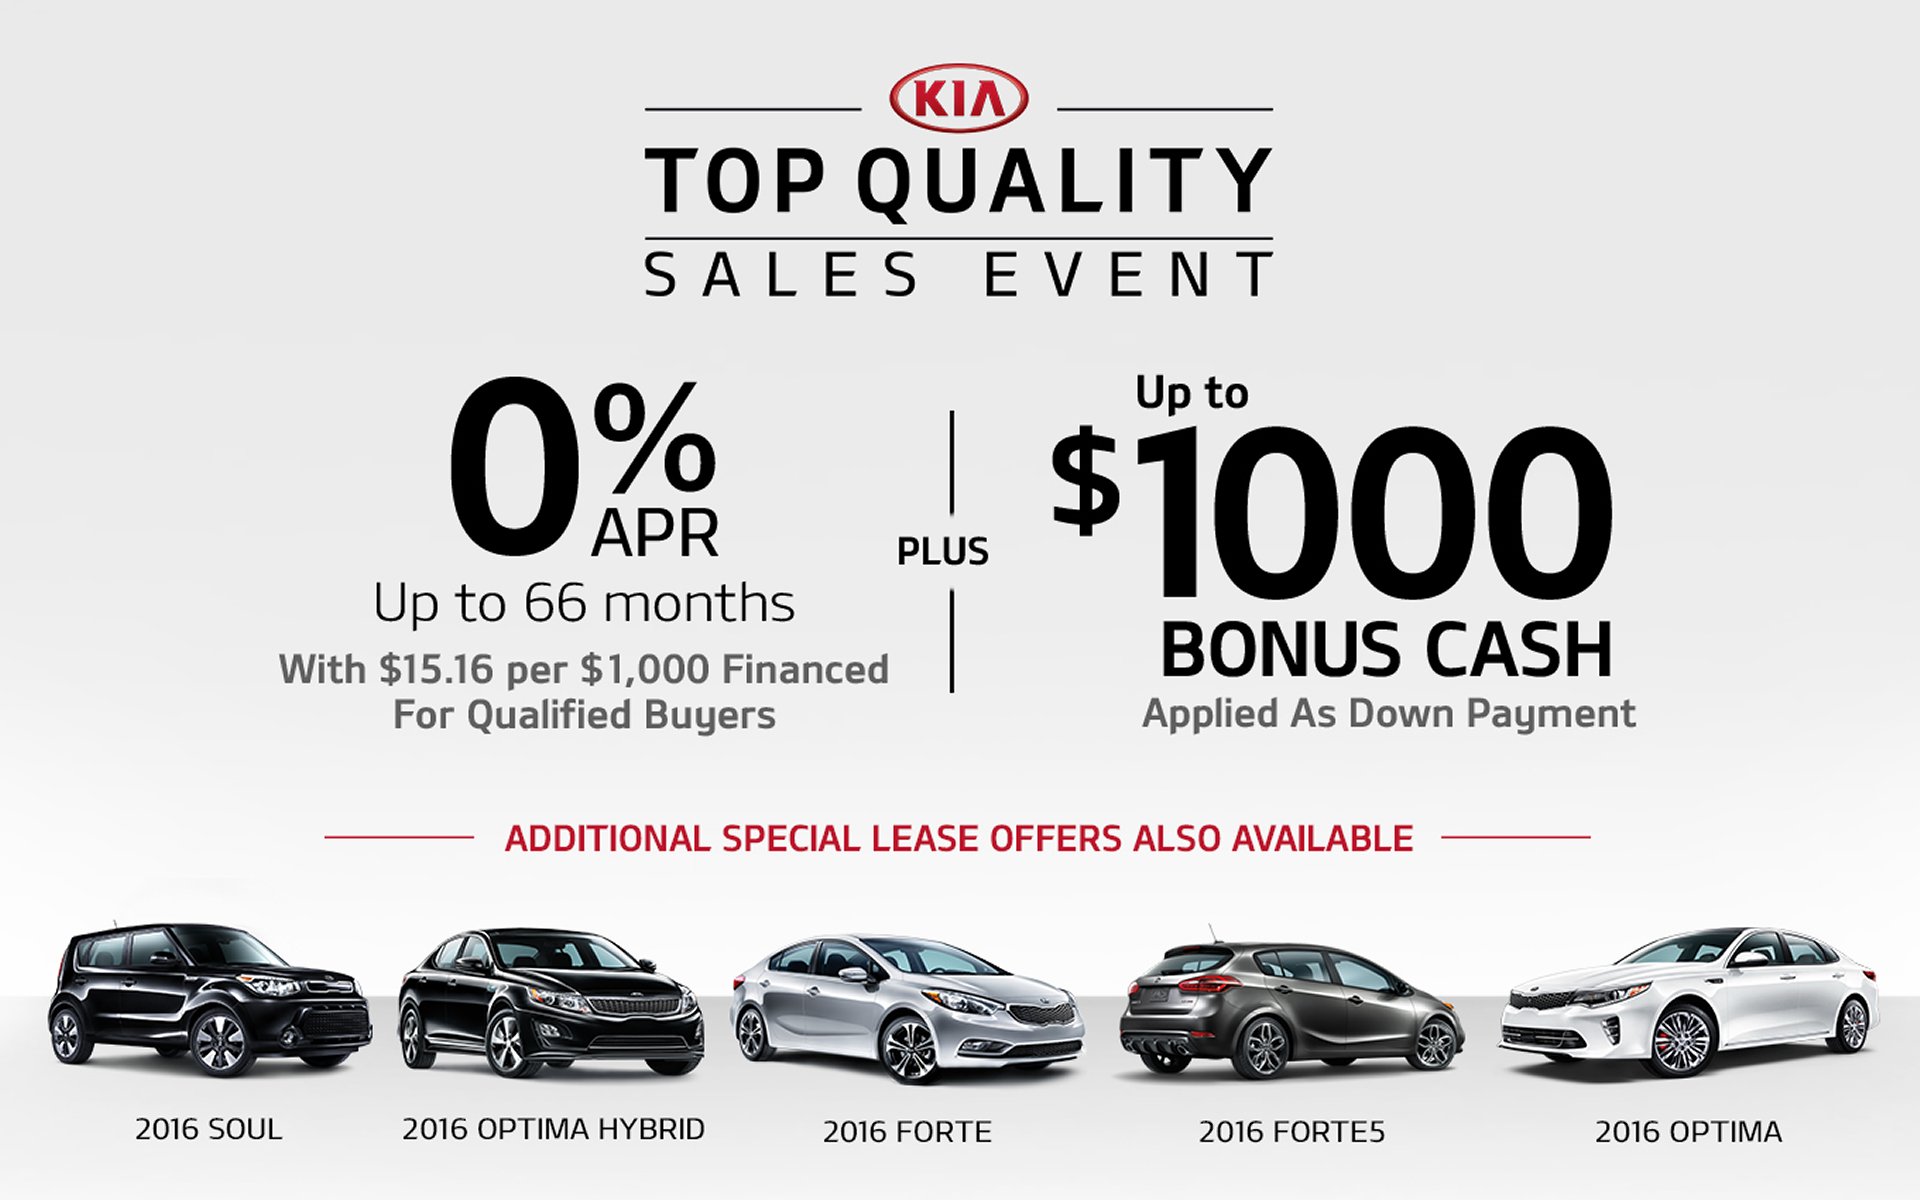 KIA
TOP QUALITY
SALES EVENT
0%
APR
Up to 66 months
With $15.16 per $1,000 Financed
For Qualified Buyers
PLUS
Up to
$1000
BONUS CASH
Applied As Down Payment
ADDITIONAL SPECIAL LEASE OFFERS ALSO AVAILABLE
2016 SOUL
2016 OPTIMA HYBRID
2016 FORTE
2016 FORTE5
2016 OPTIMA